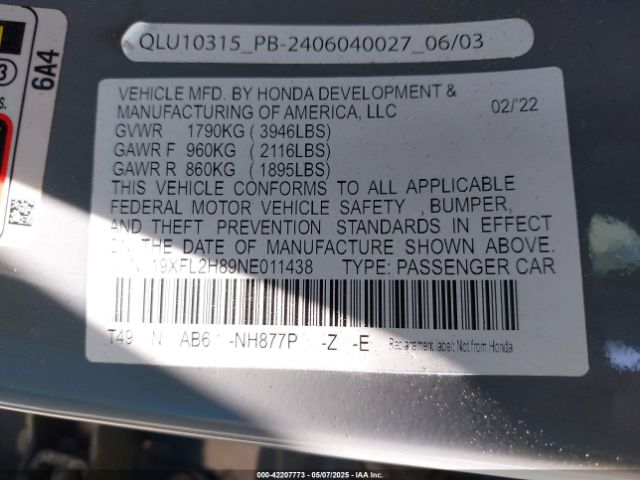 QLU10315_PB-2406040027_06/03
3
S.
6A4
VEHICLE MFD. BY HONDA DEVELOPMENT &
MANUFACTURING OF AMERICA, LLC 02/'22
GVWR 1790KG ( 3946LBS)
GAWR F 960KG ( 2116LBS)
GAWR R 860KG ( 1895LBS)
THIS VEHICLE CONFORMS TO ALL APPLICABLE
FEDERAL MOTOR VEHICLE SAFETY , BUMPER,
AND THEFT PREVENTION STANDARDS IN EFFECT
THE DATE OF MANUFACTURE SHOWN ABOVE.
19XFL2H89NE011438 TYPE: PASSENGER CAR
T49 N AB6 -NH877P -Z -E Replacement label: Not from Honda
000-42207773 - 05/07/2025 - IAAI Branches